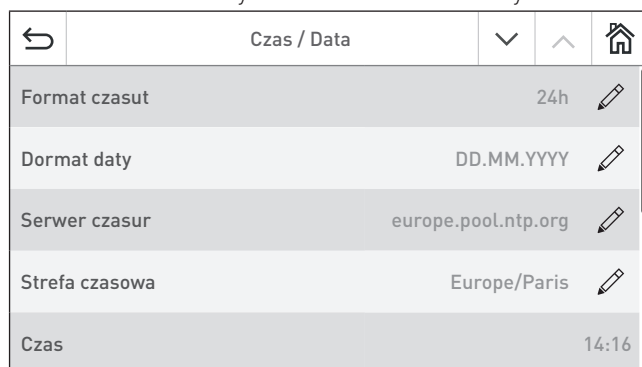 Czas / Data
Format czasut 24h
Dormat daty DD.MM.YYYY
Serwer czasur europe.pool.ntp.org
Strefa czasowa Europe/Paris
Czas 14:16